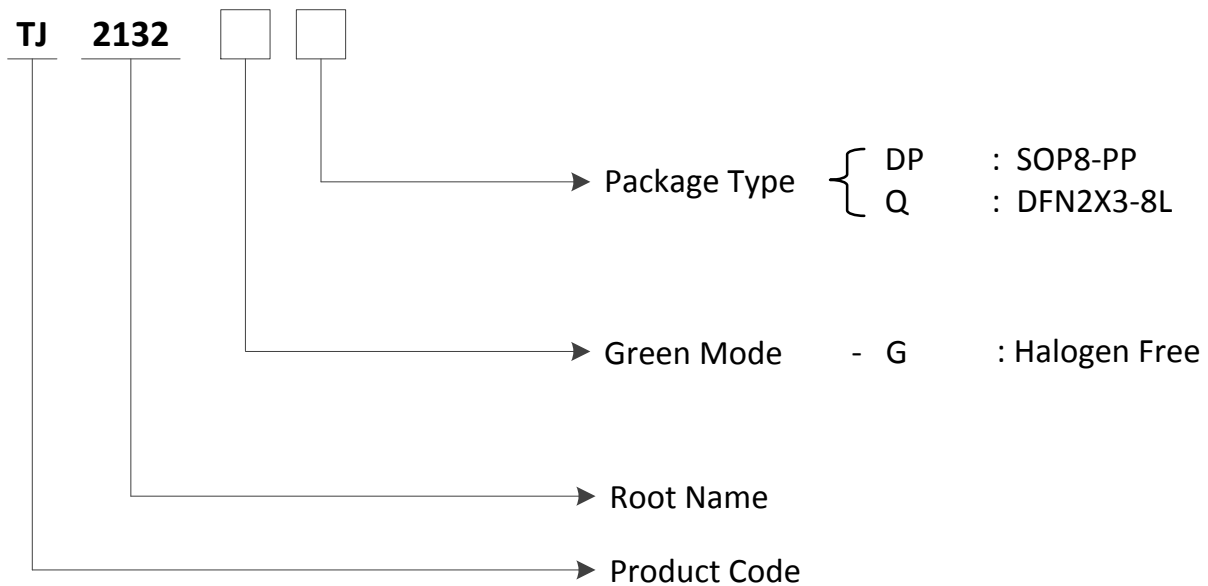 TJ 2132
Package Type DP : SOP8-PP
Q : DFN2X3-8L
Green Mode - G : Halogen Free
Root Name
Product Code